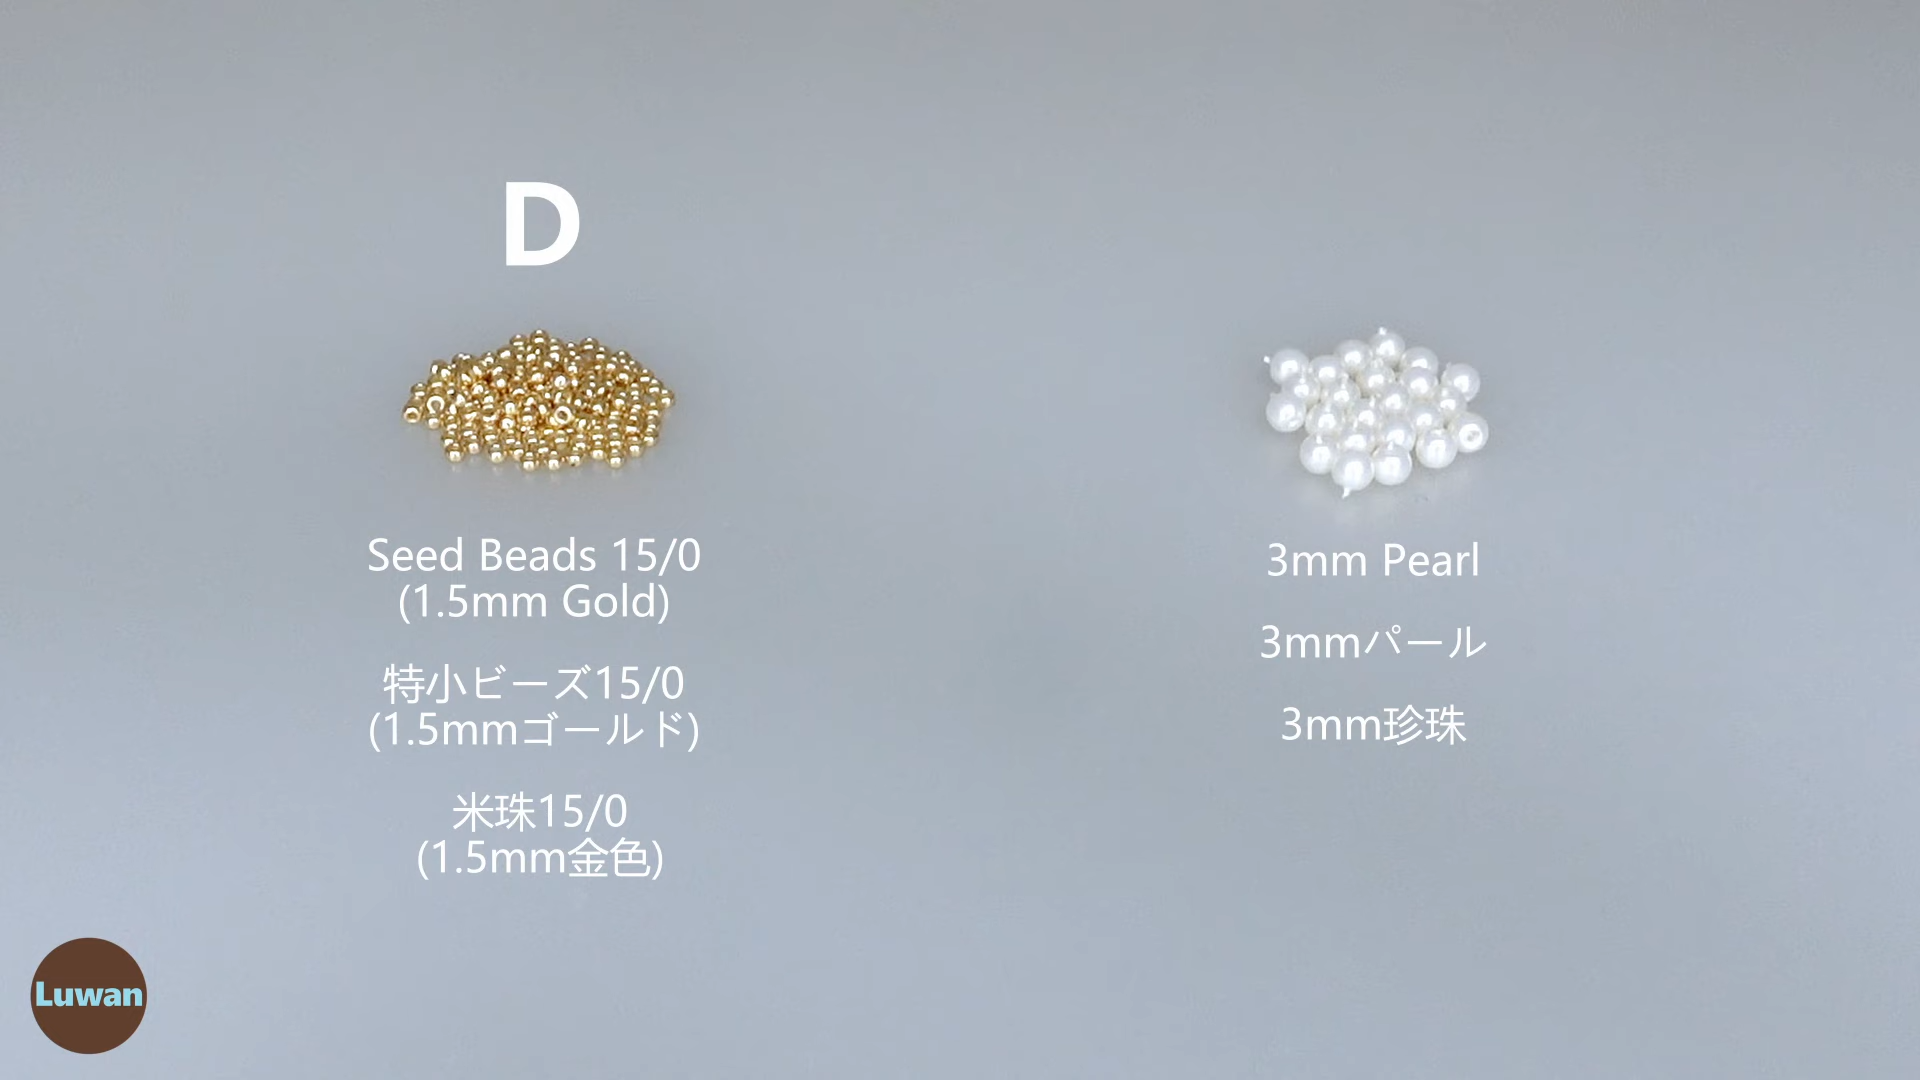 D
Seed Beads 15/0
(1.5mm Gold)
特小ビーズ15/0
(1.5mmゴールド)
米珠15/0
(1.5mm金色)
3mm Pearl
3mmパール
3mm珍珠
Luwan